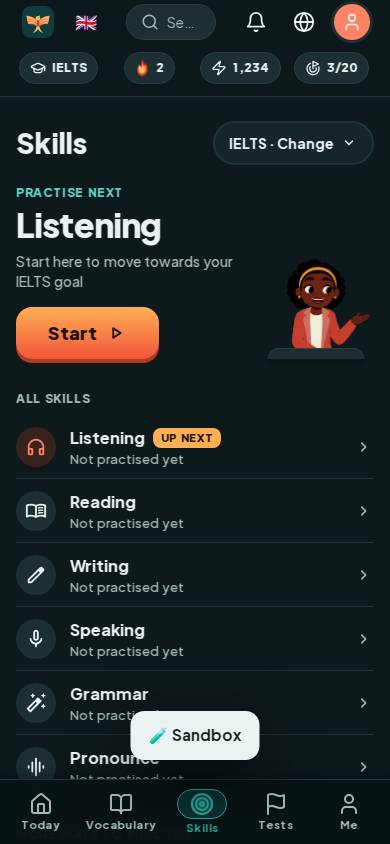 Se...
IELTS
2
1,234
3/20
Skills
IELTS · Change
PRACTISE NEXT
Listening
Start here to move towards your
IELTS goal
Start
ALL SKILLS
Listening UP NEXT
Not practised yet
Reading
Not practised yet
Writing
Not practised yet
Speaking
Not practised yet
Grammar
Not
Sandbox
Today
Vocabulary
Skills
Tests
Me